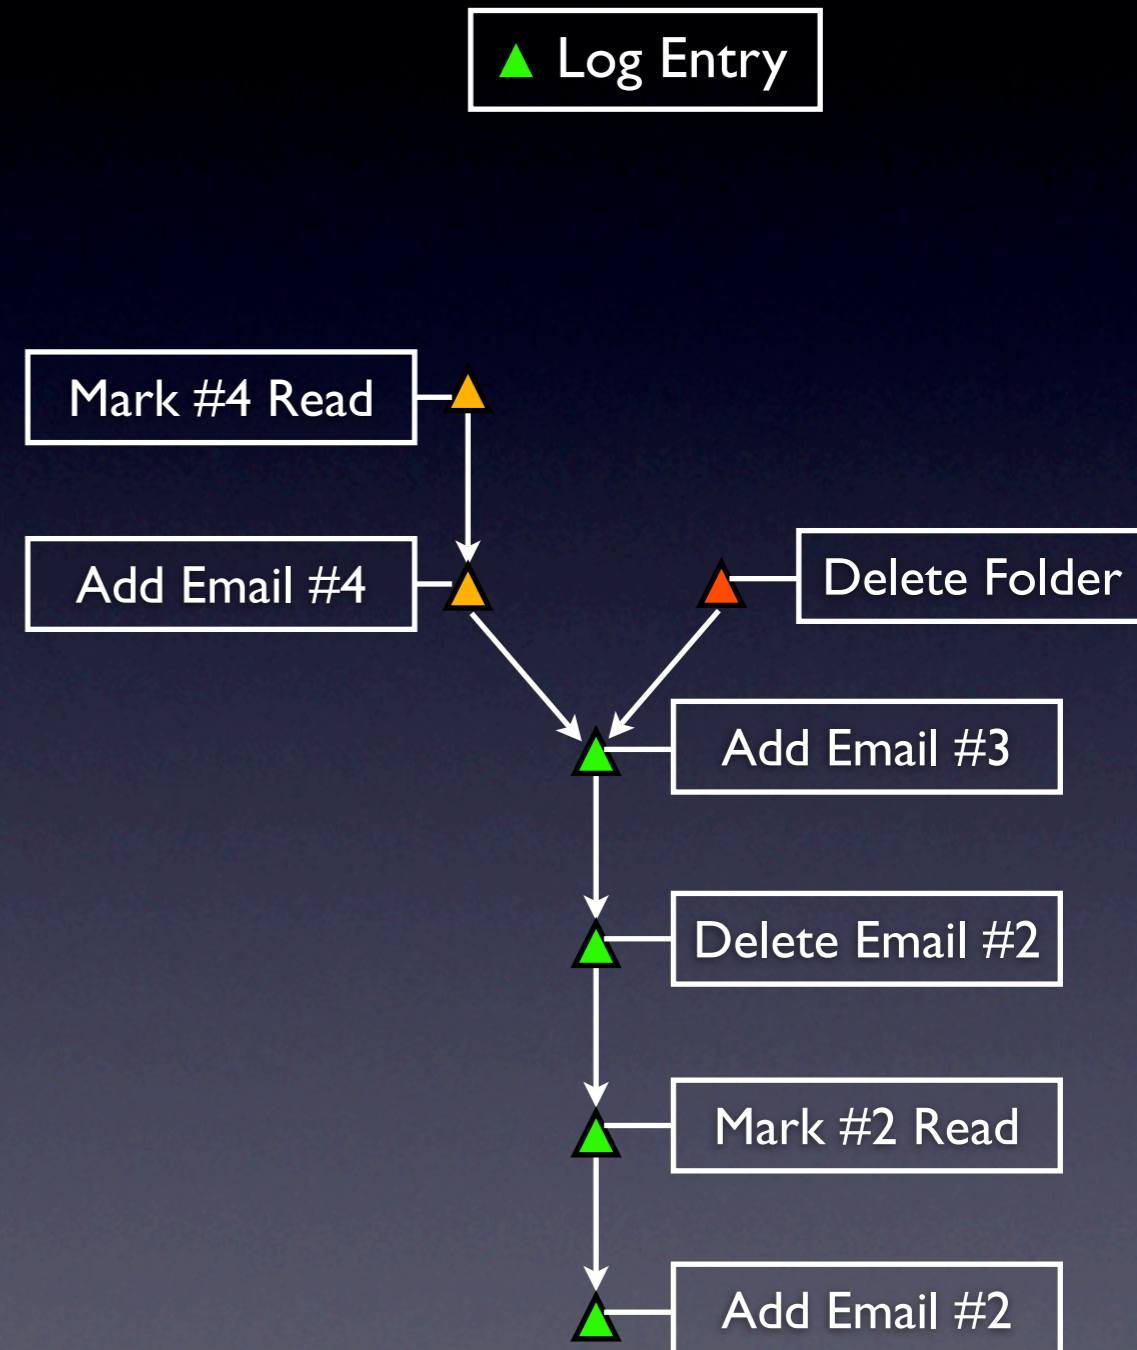 Log Entry
Mark #4 Read
Add Email #4
Delete Folder
Add Email #3
Delete Email #2
Mark #2 Read
Add Email #2